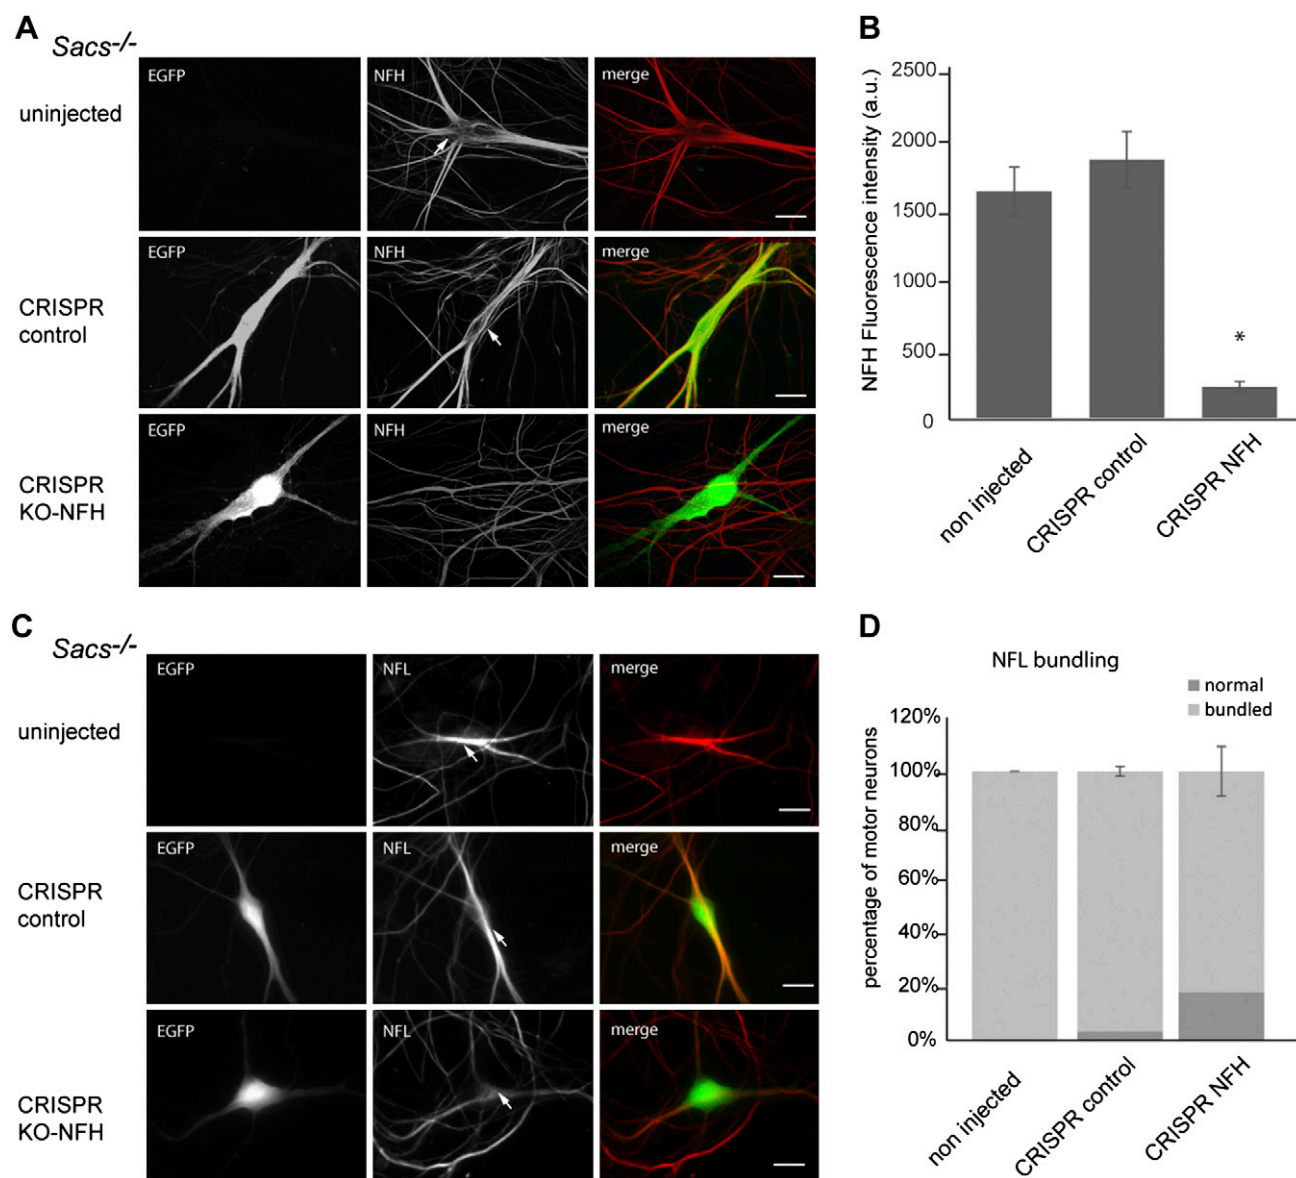 A
Sacs-/-
uninjected
EGFP
NFH
merge
CRISPR
control
EGFP
NFH
merge
CRISPR
KO-NFH
EGFP
NFH
merge
B
NFH Fluorescence intensity (a.u.)
2500
2000
1500
1000
500
0
*
non injected
CRISPR control
CRISPR NFH
C
Sacs-/-
uninjected
EGFP
NFL
merge
CRISPR
control
EGFP
NFL
merge
CRISPR
KO-NFH
EGFP
NFL
merge
D
NFL bundling
normal
bundled
percentage of motor neurons
120%
100%
80%
60%
40%
20%
0%
non injected
CRISPR control
CRISPR NFH